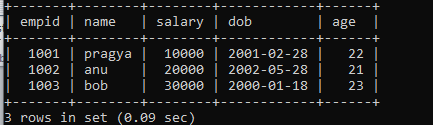 +-------+--------+--------+------------+------+
| empid | name   | salary | dob        | age  |
+-------+--------+--------+------------+------+
|  1001 | pragya |  10000 | 2001-02-28 |   22 |
|  1002 | anu    |  20000 | 2002-05-28 |   21 |
|  1003 | bob    |  30000 | 2000-01-18 |   23 |
+-------+--------+--------+------------+------+
3 rows in set (0.09 sec)